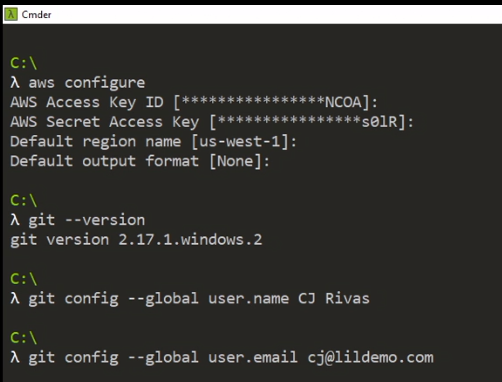 λ Cmder
C:\
λ aws configure
AWS Access Key ID [****************NCOA]:
AWS Secret Access Key [****************s0lR]:
Default region name [us-west-1]:
Default output format [None]:
C:\
λ git --version
git version 2.17.1.windows.2
C:\
λ git config --global user.name CJ Rivas
C:\
λ git config --global user.email cj@lildemo.com